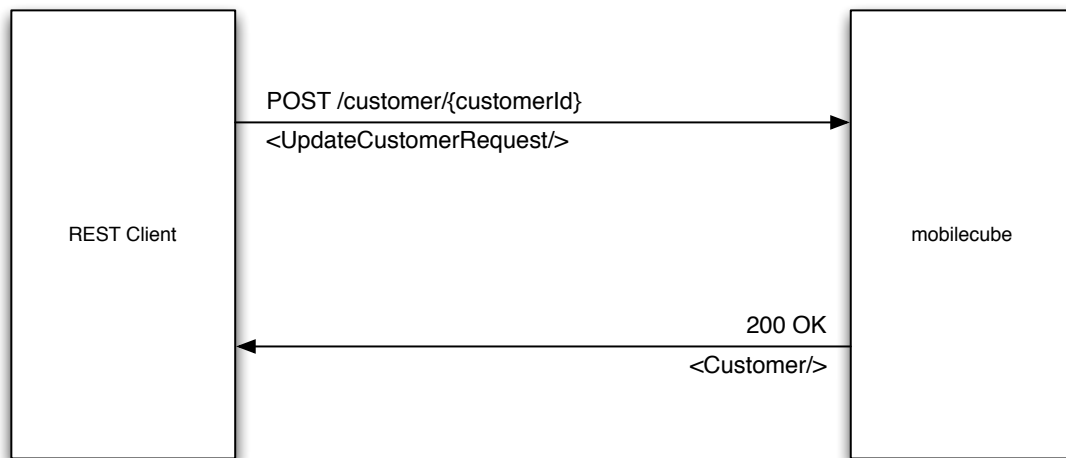 POST /customer/{customerId}
<UpdateCustomerRequest/>
REST Client
mobilecube
200 OK
<Customer/>